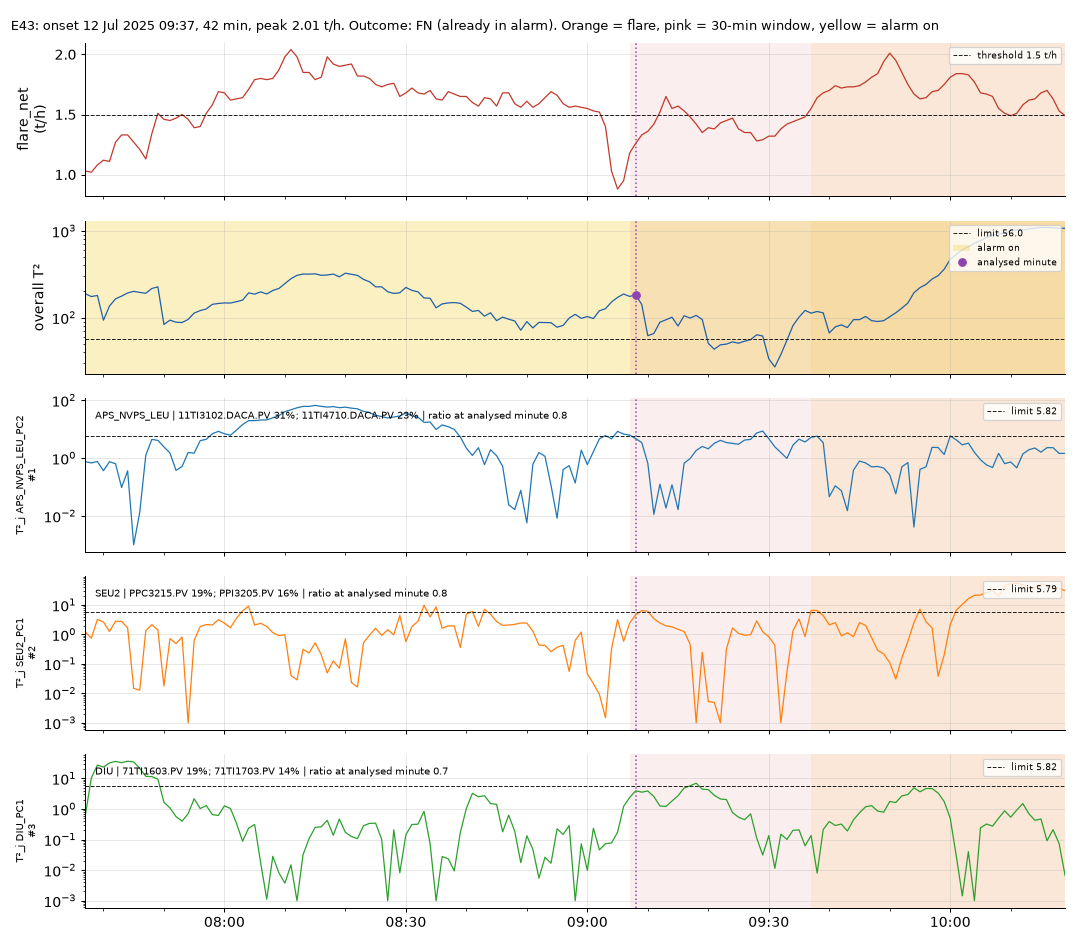 E43: onset 12 Jul 2025 09:37, 42 min, peak 2.01 t/h. Outcome: FN (already in alarm). Orange = flare, pink = 30-min window, yellow = alarm on
flare_net
(t/h)
2.0
1.5
1.0
threshold 1.5 t/h
overall T²
10³
10²
limit 56.0
alarm on
analysed minute
T²_j APS_NVPS_LEU_PC2
#1
10²
10⁰
10⁻²
APS_NVPS_LEU | 11TI3102.DACA.PV 31%; 11TI4710.DACA.PV 23% | ratio at analysed minute 0.8
limit 5.82
T²_j SEU2_PC1
#2
10¹
10⁰
10⁻¹
10⁻²
10⁻³
SEU2 | PPC3215.PV 19%; PPI3205.PV 16% | ratio at analysed minute 0.8
limit 5.79
T²_j DIU_PC1
#3
10¹
10⁰
10⁻¹
10⁻²
10⁻³
DIU | 71TI1603.PV 19%; 71TI1703.PV 14% | ratio at analysed minute 0.7
limit 5.82
08:00
08:30
09:00
09:30
10:00